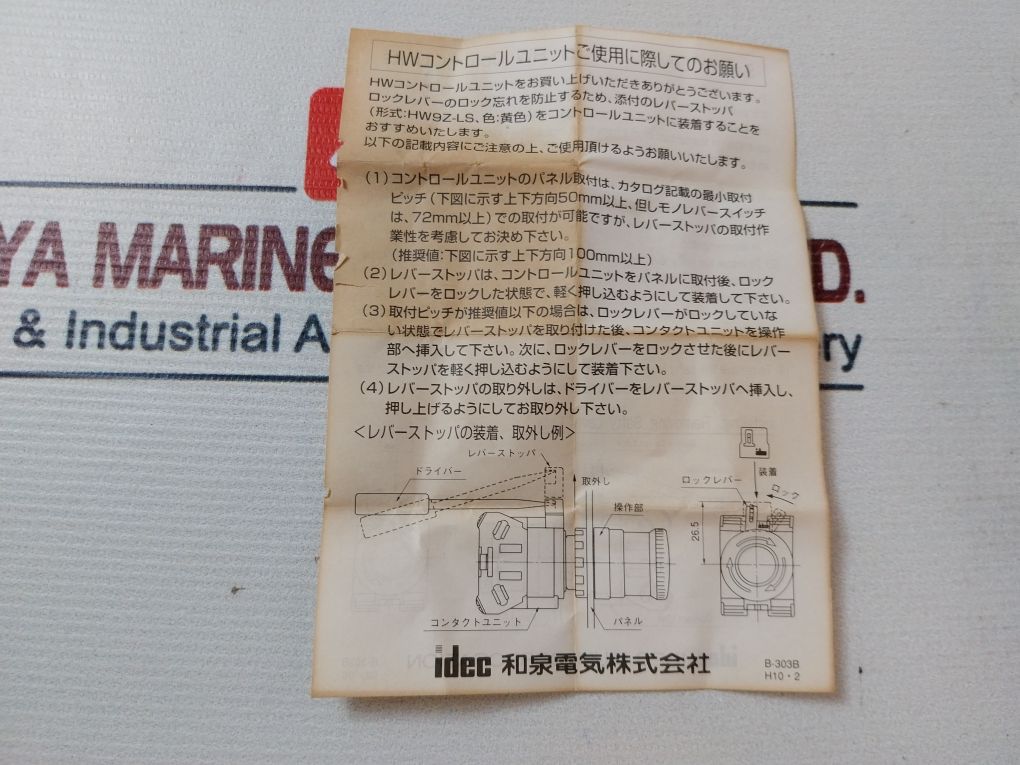 HWコントロールユニットご使用に際してのお願い
HWコントロールユニットをお買い上げいただきありがとうございます。
ロックレバーのロック忘れを防止するため、添付のレバーストッパ
(形式:HW9Z-LS、色:黄色)をコントロールユニットに装着することを
おすすめいたします。
以下の記載内容にご注意の上、ご使用頂けるようお願いいたします。
(1)コントロールユニットのパネル取付は、カタログ記載の最小取付
ピッチ(下図に示す上下方向50mm以上、但しモノレバースイッチ
は、72mm以上)での取付が可能ですが、レバーストッパの取付作
業性を考慮してお決め下さい。
(推奨値:下図に示す上下方向100mm以上)
(2)レバーストッパは、コントロールユニットをパネルに取付後、ロック
レバーをロックした状態で、軽く押し込むようにして装着して下さい。
(3)取付ピッチが推奨値以下の場合は、ロックレバーがロックしていな
い状態でレバーストッパを取り付けた後、コンタクトユニットを操作
部へ挿入して下さい。次に、ロックレバーをロックさせた後にレバー
ストッパを軽く押し込むようにして装着下さい。
(4)レバーストッパの取り外しは、ドライバーをレバーストッパへ挿入し、
押し上げるようにしてお取り外し下さい。
<レバーストッパの装着、取外し例>
レバーストッパ
ドライバー
取外し
操作部
コンタクトユニット
パネル
装着
ロックレバー
ロック
26.5
idec 和泉電気株式会社
B-303B
H10・2
YA MARINE
D.
& Industrial A
ry